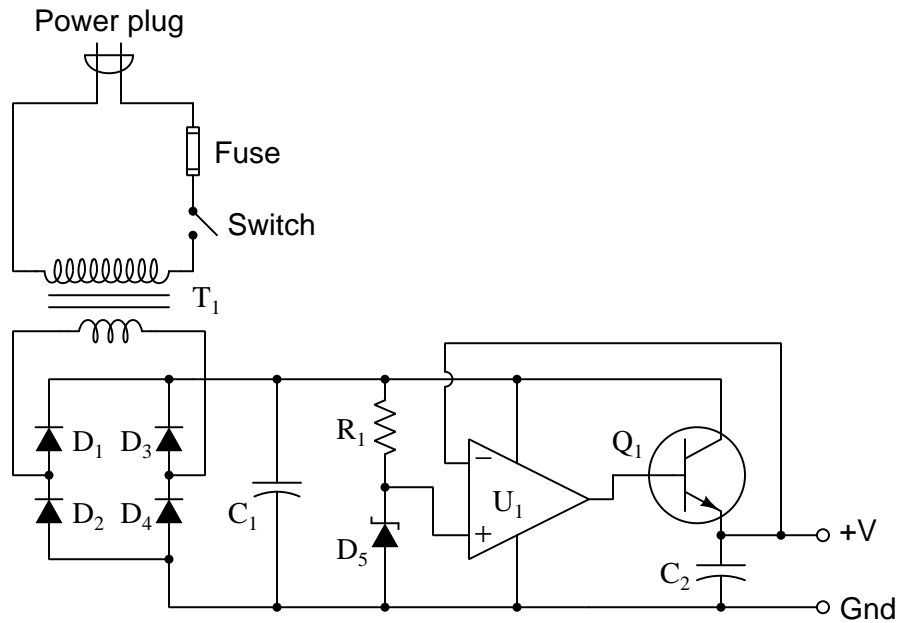 Power plug
Fuse
Switch
T1
D1 D3
R1
Q1
−
U1
D2 D4
C1
+
D5
+V
C2
Gnd